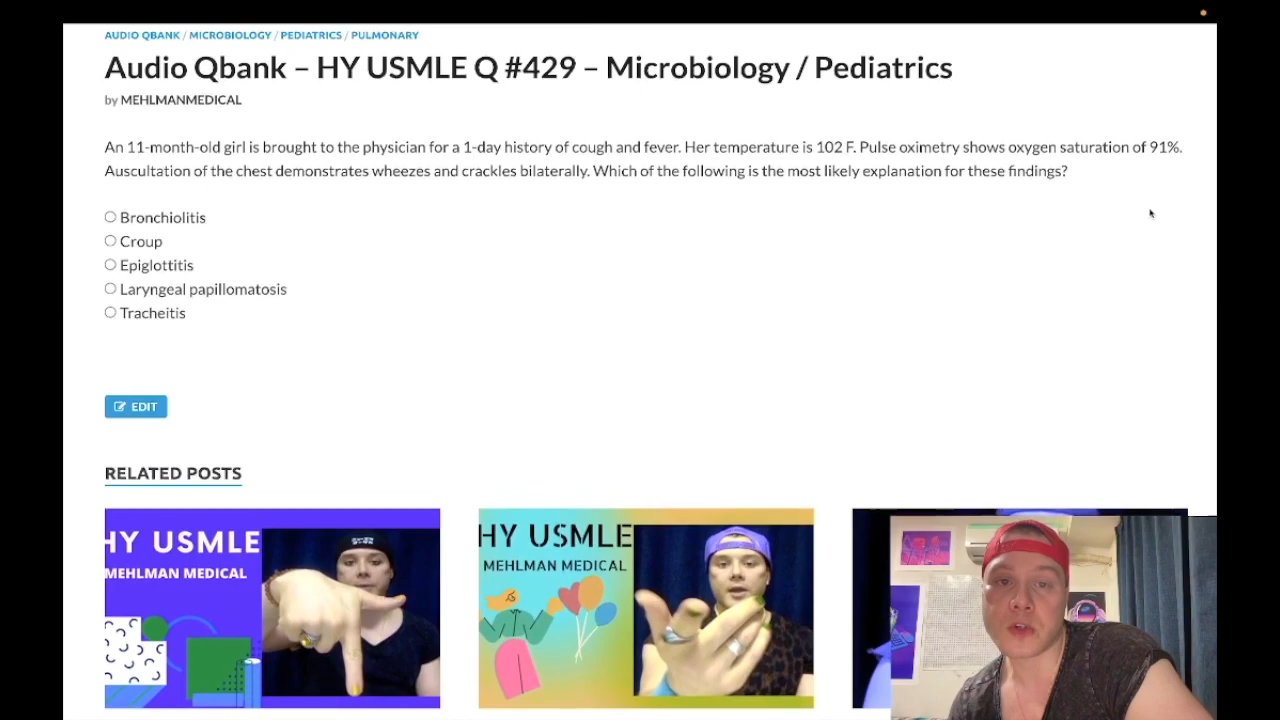 AUDIO QBANK / MICROBIOLOGY / PEDIATRICS / PULMONARY
Audio Qbank – HY USMLE Q #429 – Microbiology / Pediatrics
by MEHLMANMEDICAL
An 11-month-old girl is brought to the physician for a 1-day history of cough and fever. Her temperature is 102 F. Pulse oximetry shows oxygen saturation of 91%.
Auscultation of the chest demonstrates wheezes and crackles bilaterally. Which of the following is the most likely explanation for these findings?
Bronchiolitis
Croup
Epiglottitis
Laryngeal papillomatosis
Tracheitis
EDIT
RELATED POSTS
HY USMLE
MEHLMAN MEDICAL
HY USMLE
MEHLMAN MEDICAL